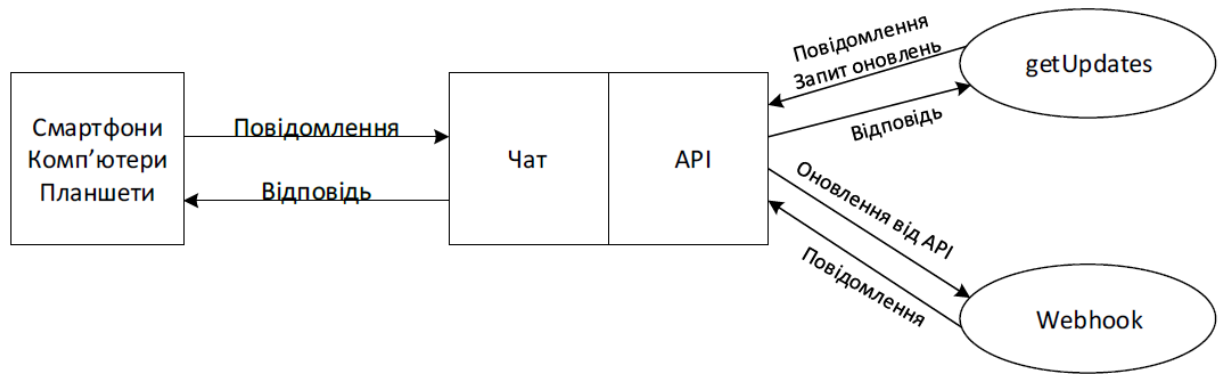 Смартфони
Комп’ютери
Планшети
Повідомлення
Відповідь
Чат
API
Повідомлення
Запит оновлень
Відповідь
getUpdates
Оновлення від API
Повідомлення
Webhook